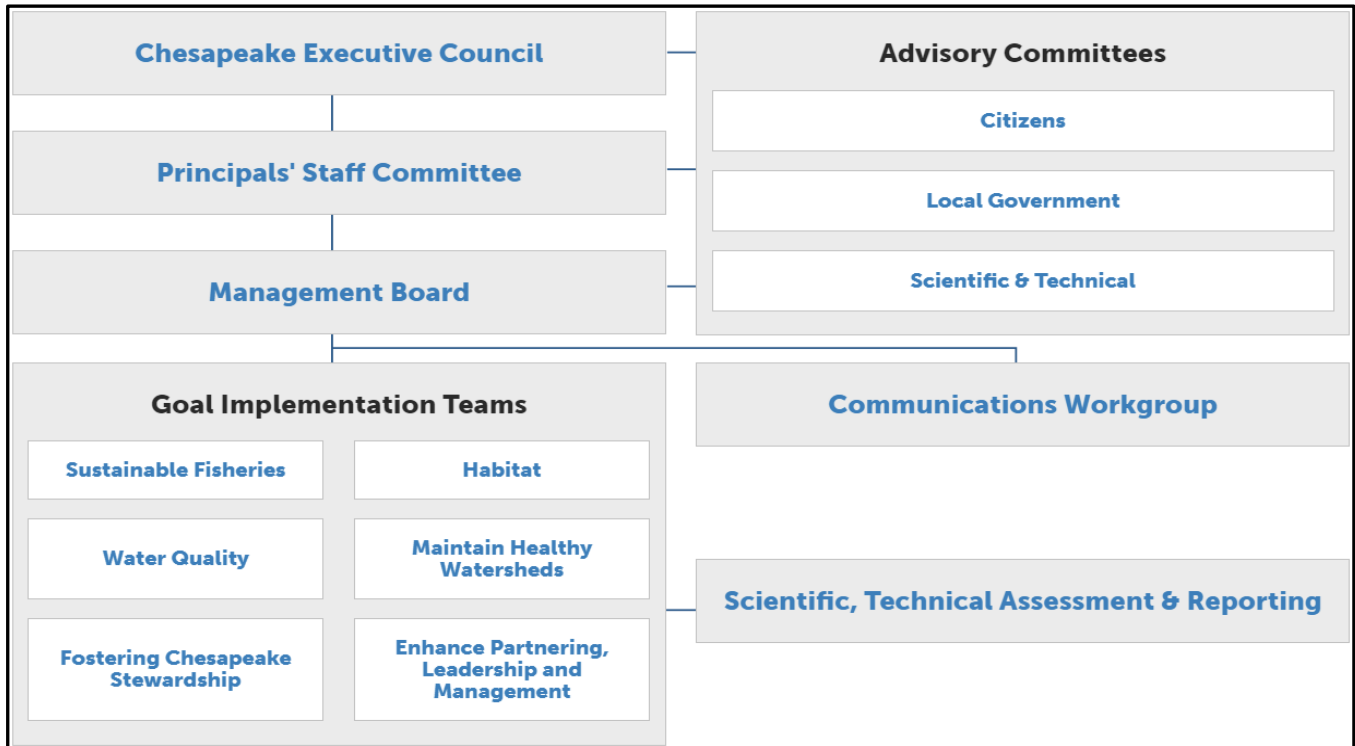 Chesapeake Executive Council
Principals' Staff Committee
Management Board
Advisory Committees
Citizens
Local Government
Scientific & Technical
Goal Implementation Teams
Sustainable Fisheries
Habitat
Water Quality
Maintain Healthy
Watersheds
Fostering Chesapeake
Stewardship
Enhance Partnering,
Leadership and
Management
Communications Workgroup
Scientific, Technical Assessment & Reporting